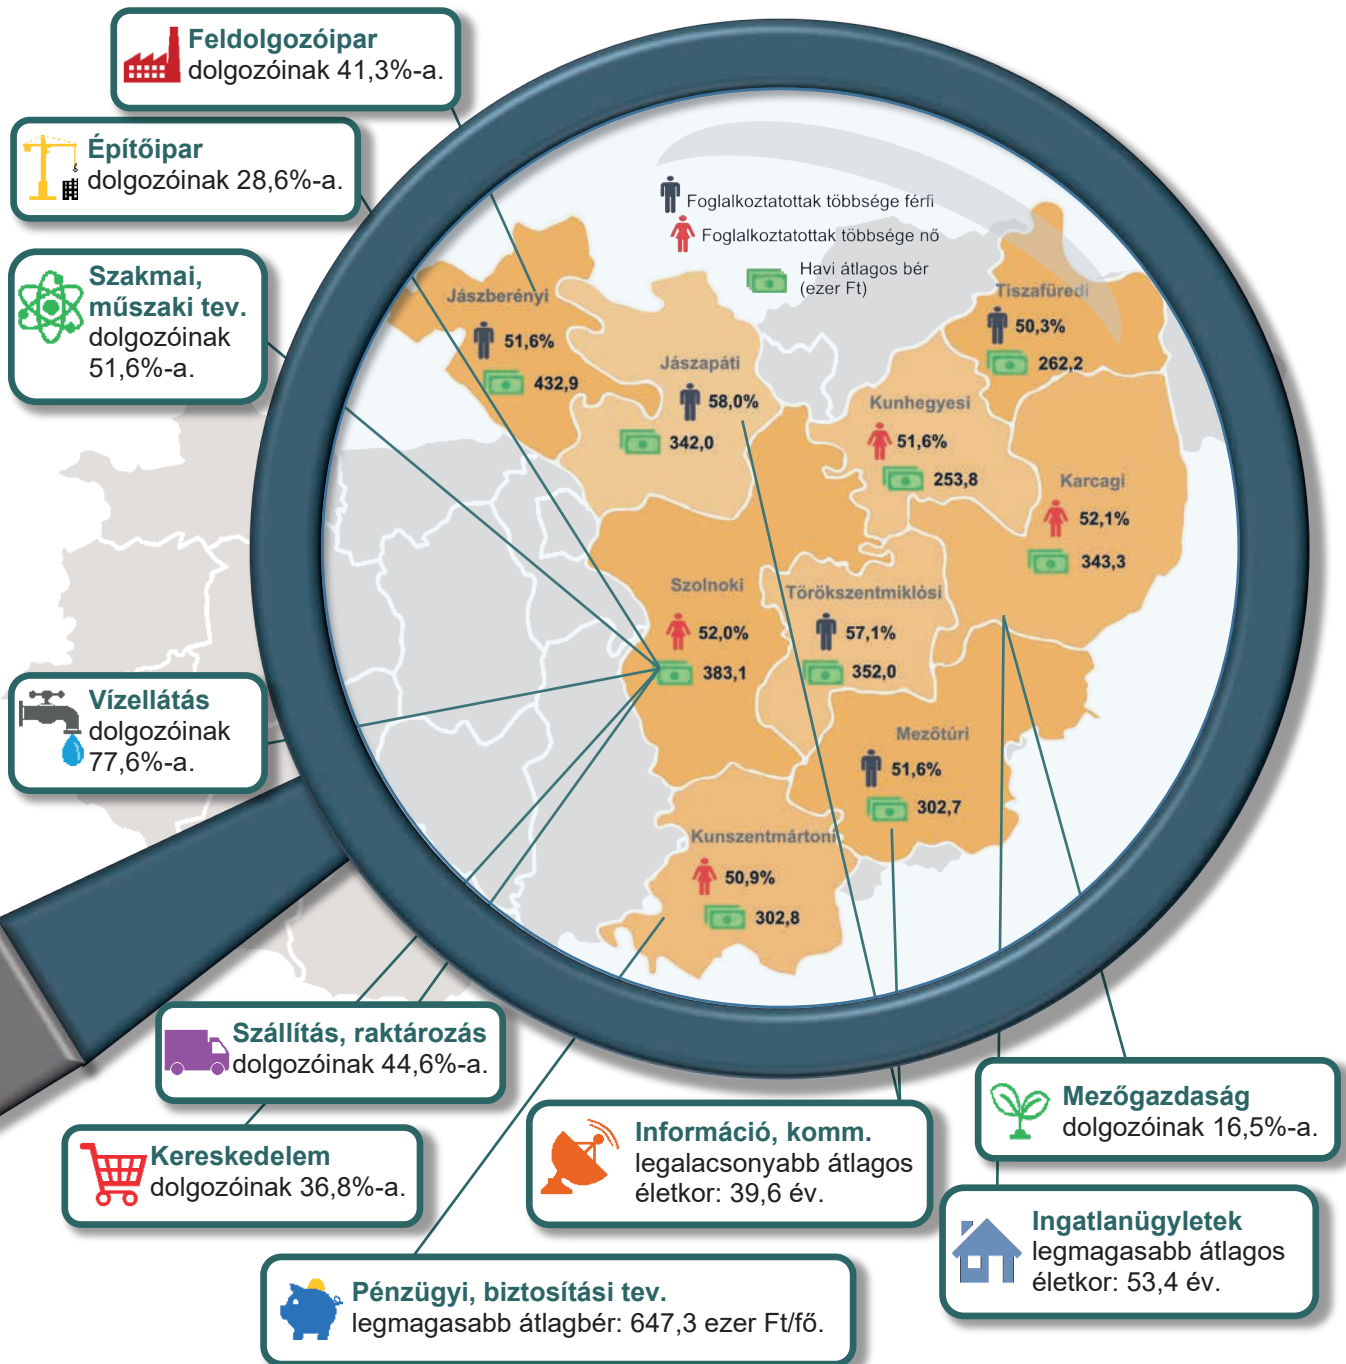 Feldolgozóipar
dolgozóinak 41,3%-a.
Építőipar
dolgozóinak 28,6%-a.
Szakmai,
műszaki tev.
dolgozóinak
51,6%-a.
Vízellátás
dolgozóinak
77,6%-a.
Foglalkoztatottak többsége férfi
Foglalkoztatottak többsége nő
Havi átlagos bér
(ezer Ft)
Jászberényi
51,6%
432,9
Jászapáti
58,0%
342,0
Tiszafüredi
50,3%
262,2
Kunhegyesi
51,6%
253,8
Karcagi
52,1%
343,3
Szolnoki
52,0%
383,1
Törökszentmiklósi
57,1%
352,0
Mezőtúri
51,6%
302,7
Kunszentmártoni
50,9%
302,8
Szállítás, raktározás
dolgozóinak 44,6%-a.
Kereskedelem
dolgozóinak 36,8%-a.
Információ, komm.
legalacsonyabb átlagos
életkor: 39,6 év.
Mezőgazdaság
dolgozóinak 16,5%-a.
Ingatlanügyletek
legmagasabb átlagos
életkor: 53,4 év.
Pénzügyi, biztosítási tev.
legmagasabb átlagbér: 647,3 ezer Ft/fő.